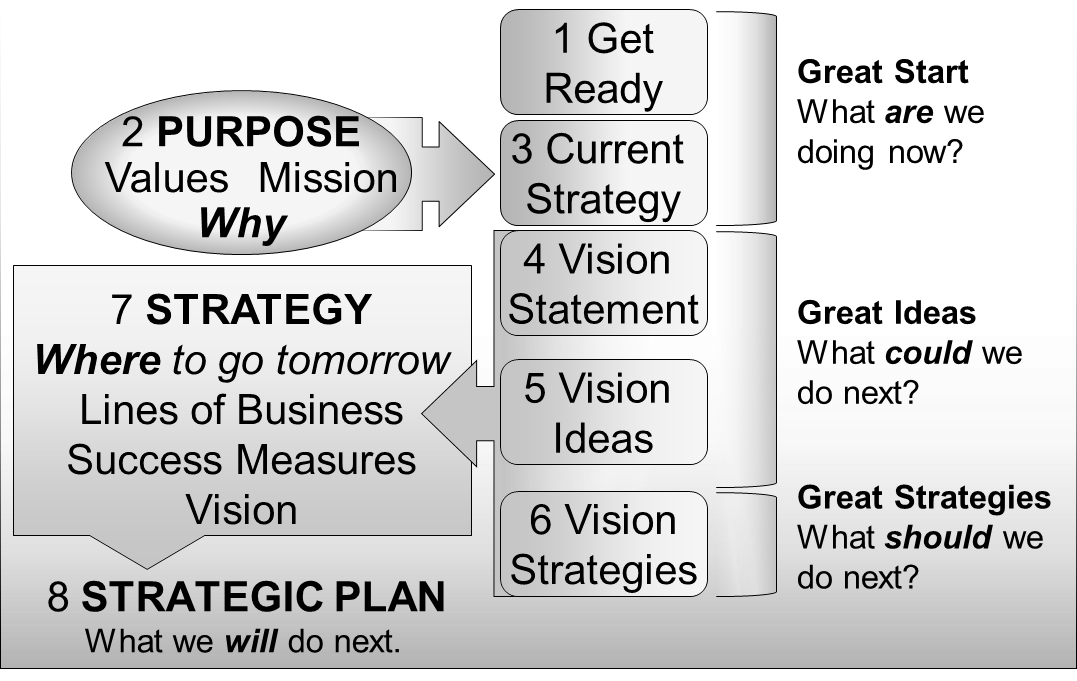 1 Get
Ready
3 Current
Strategy
4 Vision
Statement
5 Vision
Ideas
6 Vision
Strategies
2 PURPOSE
Values Mission
Why
7 STRATEGY
Where to go tomorrow
Lines of Business
Success Measures
Vision
8 STRATEGIC PLAN
What we will do next.
Great Start
What are we
doing now?
Great Ideas
What could we
do next?
Great Strategies
What should we
do next?